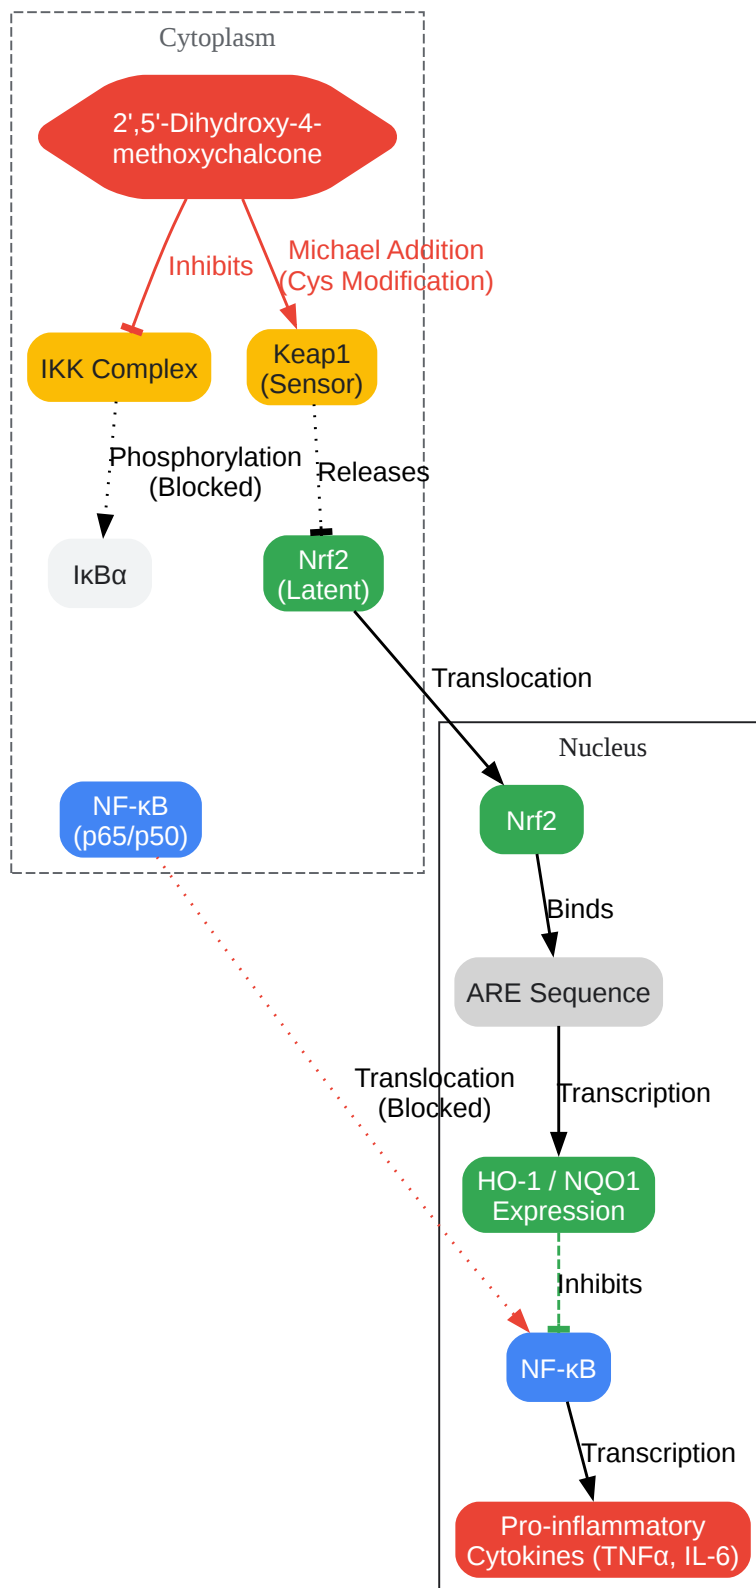 Cytoplasm
2',5'-Dihydroxy-4-
methoxychalcone
Inhibits
Michael Addition
(Cys Modification)
IKK Complex
Keap1
(Sensor)
Phosphorylation
(Blocked)
Releases
IκBα
Nrf2
(Latent)
Translocation
Nucleus
NF-κB
(p65/p50)
Nrf2
Binds
ARE Sequence
Translocation
(Blocked)
Transcription
HO-1 / NQO1
Expression
Inhibits
NF-κB
Transcription
Pro-inflammatory
Cytokines (TNFα, IL-6)